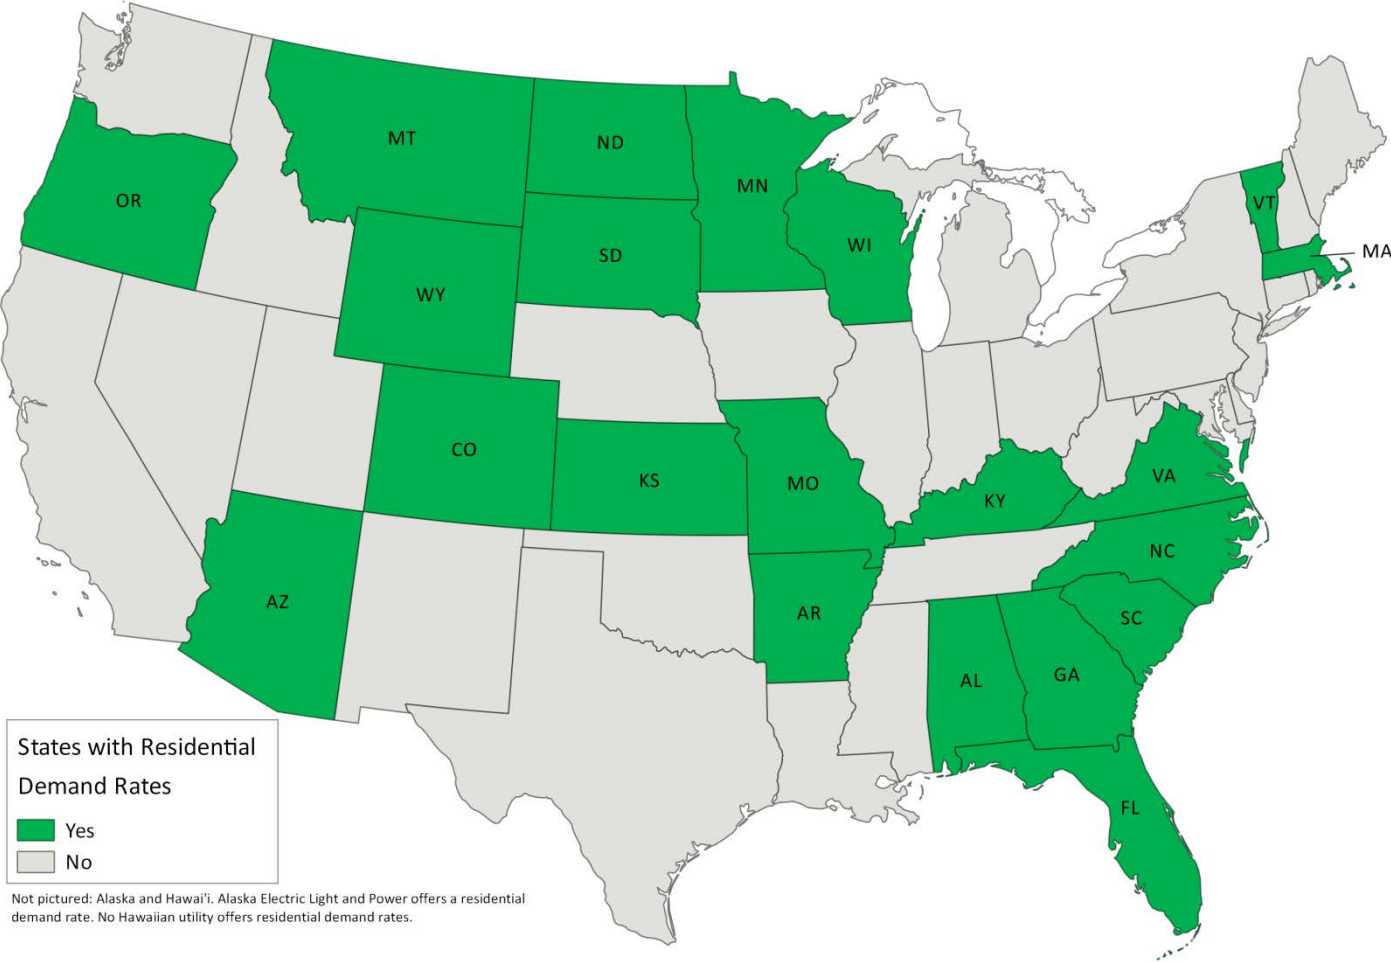 MT
ND
MN
OR
VT
WI
MA
SD
WY
CO
KS
MO
VA
KY
NC
AZ
AR
SC
AL
GA
FL
States with Residential
Demand Rates
Yes
No
Not pictured: Alaska and Hawai'i. Alaska Electric Light and Power offers a residential
demand rate. No Hawaiian utility offers residential demand rates.